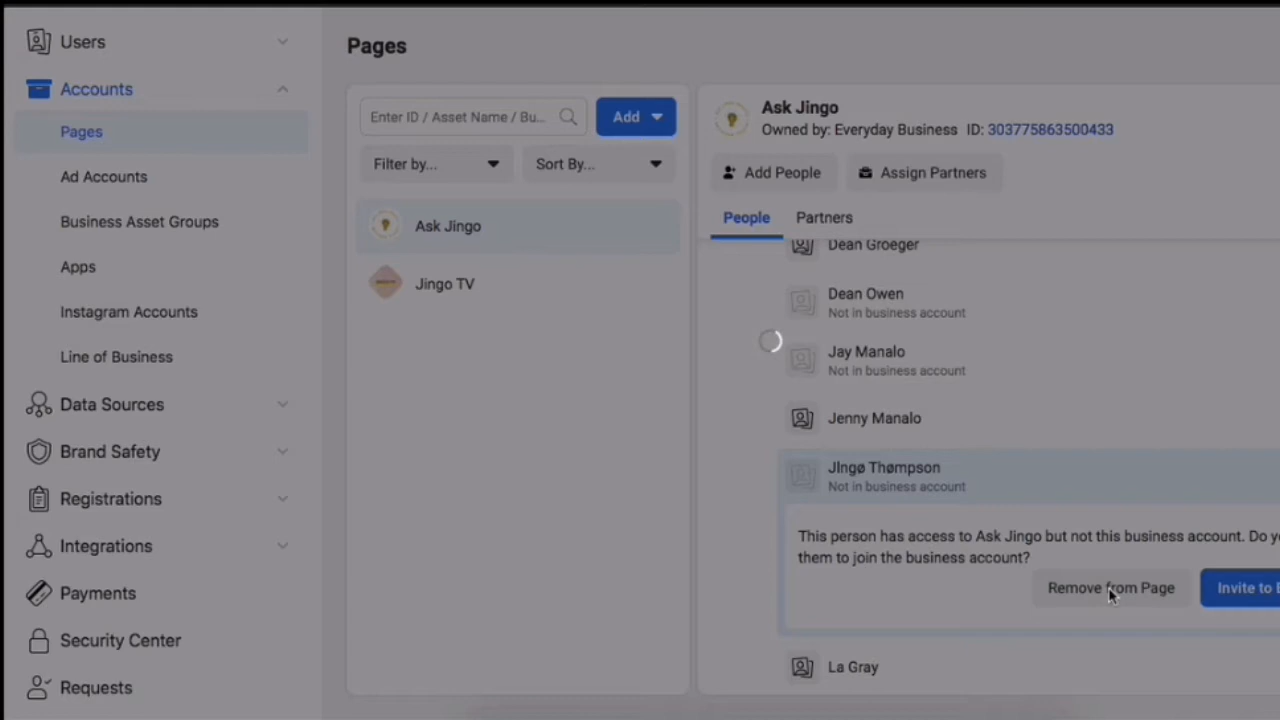 Users
Accounts
Pages
Ad Accounts
Business Asset Groups
Apps
Instagram Accounts
Line of Business
Data Sources
Brand Safety
Registrations
Integrations
Payments
Security Center
Requests
Pages
Enter ID / Asset Name / Bu...
Add
Filter by...
Sort By...
Ask Jingo
Jingo TV
Ask Jingo
Owned by: Everyday Business ID: 303775863500433
Add People
Assign Partners
People
Partners
Dean Groeger
Dean Owen
Not in business account
Jay Manalo
Not in business account
Jenny Manalo
JIngø Thømpson
Not in business account
This person has access to Ask Jingo but not this business account. Do
them to join the business account?
Remove from Page
Invite to
La Gray